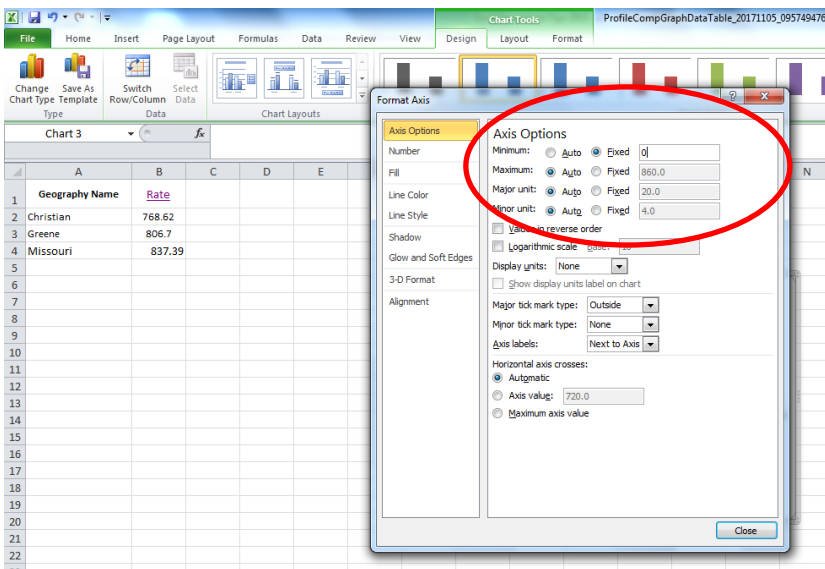 Chart Tools ProfileCompGraphDataTable_20171105_095749476
File Home Insert Page Layout Formulas Data Review View Design Layout Format
Change Chart Type Save As Template Switch Row/Column Select Data
Type Data Chart Layouts
Chart 3 fx
A B C D E N
1 Geography Name Rate
2 Christian 768.62
3 Greene 806.7
4 Missouri 837.39
5
6
7
8
9
10
11
12
13
14
15
16
17
18
19
20
21
22
Format Axis ? X
Axis Options
Number
Fill
Line Color
Line Style
Shadow
Glow and Soft Edges
3-D Format
Alignment
Axis Options
Minimum: Auto Fixed 0
Maximum: Auto Fixed 860.0
Major unit: Auto Fixed 20.0
Minor unit: Auto Fixed 4.0
Values in reverse order
Logarithmic scale Base: 10
Display units: None
Show display units label on chart
Major tick mark type: Outside
Minor tick mark type: None
Axis labels: Next to Axis
Horizontal axis crosses:
Automatic
Axis value: 720.0
Maximum axis value
Close